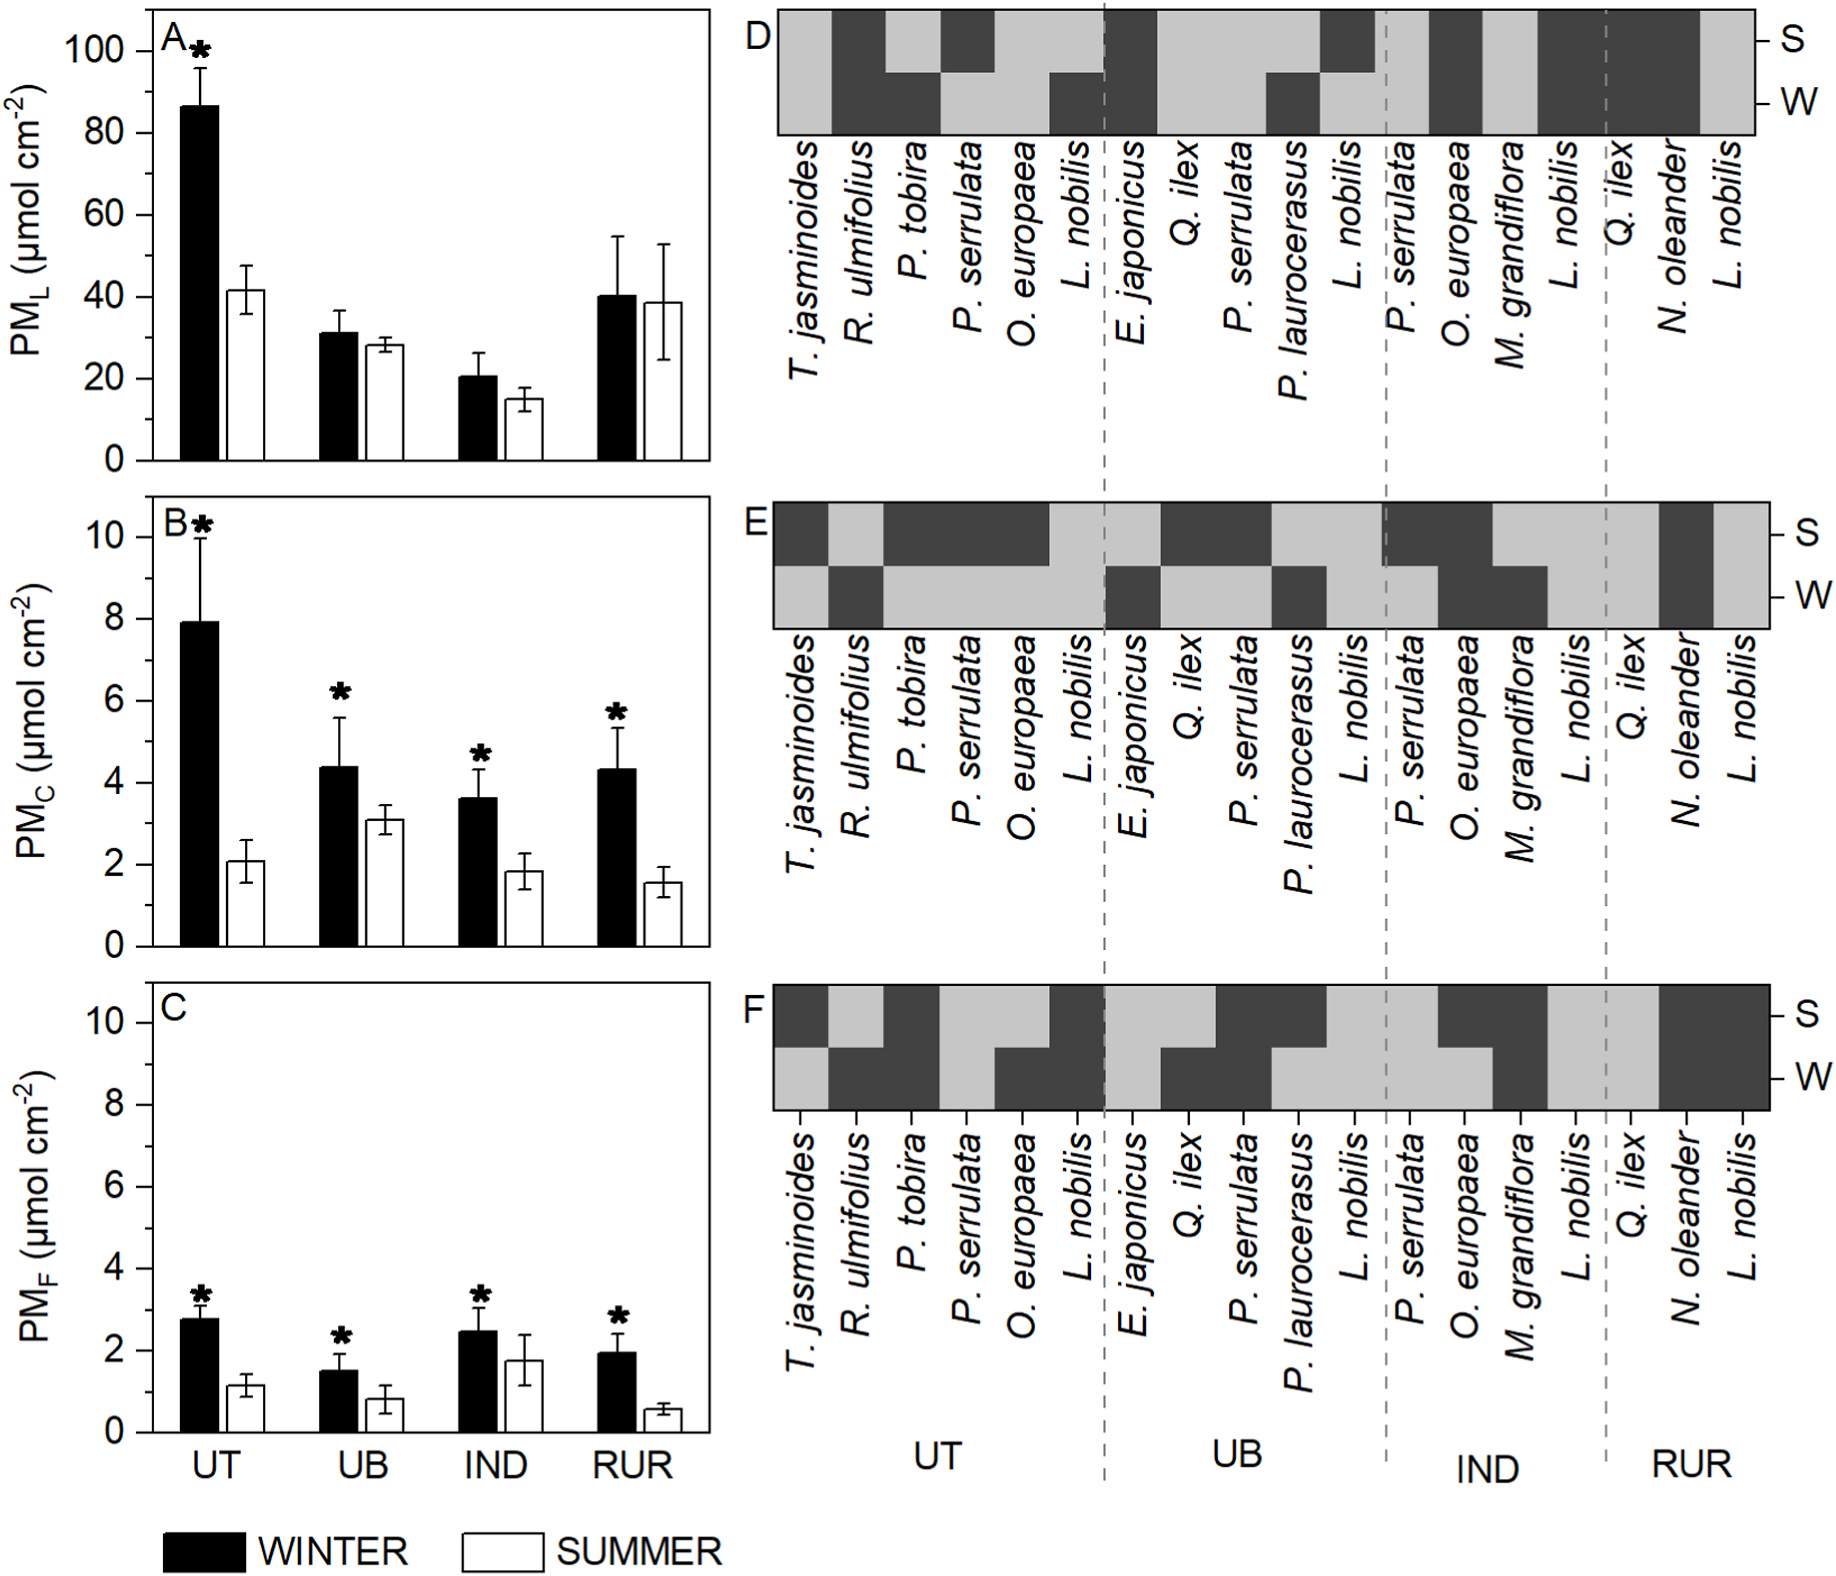 A
100
80
60
40
20
0
PM_L (µmol cm⁻²)
*
D
S
W
T. jasminoides
R. ulmifolius
P. tobira
P. serrulata
O. europaea
L. nobilis
E. japonicus
Q. ilex
P. serrulata
P. laurocerasus
L. nobilis
P. serrulata
O. europaea
M. grandiflora
L. nobilis
Q. ilex
N. oleander
L. nobilis
B
10
8
6
4
2
0
PM_C (µmol cm⁻²)
*
*
*
*
E
S
W
T. jasminoides
R. ulmifolius
P. tobira
P. serrulata
O. europaea
L. nobilis
E. japonicus
Q. ilex
P. serrulata
P. laurocerasus
L. nobilis
P. serrulata
O. europaea
M. grandiflora
L. nobilis
Q. ilex
N. oleander
L. nobilis
C
10
8
6
4
2
0
PM_F (µmol cm⁻²)
*
*
*
*
UT
UB
IND
RUR
F
S
W
T. jasminoides
R. ulmifolius
P. tobira
P. serrulata
O. europaea
L. nobilis
E. japonicus
Q. ilex
P. serrulata
P. laurocerasus
L. nobilis
P. serrulata
O. europaea
M. grandiflora
L. nobilis
Q. ilex
N. oleander
L. nobilis
UT
UB
IND
RUR
WINTER
SUMMER